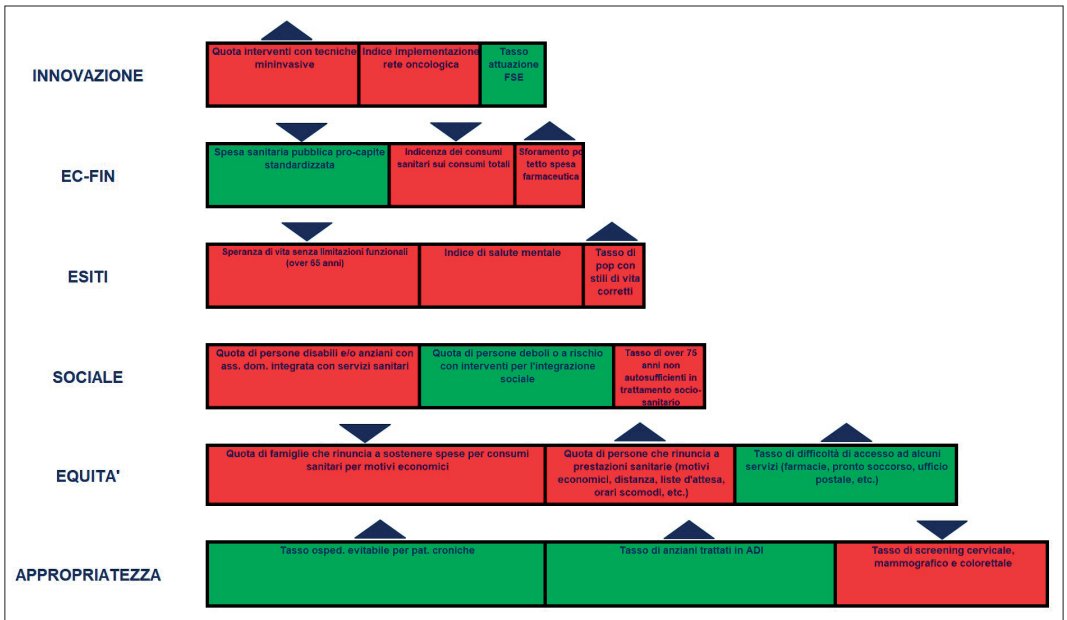 INNOVAZIONE
Quota interventi con tecniche
mininvasive
Indice implementazione
rete oncologica
Tasso
attuazione
FSE
EC-FIN
Spesa sanitaria pubblica pro-capite
standardizzata
Indicenza dei consumi
sanitari sui consumi totali
Sforamento po
tetto spesa
farmaceutica
ESITI
Speranza di vita senza limitazioni funzionali
(over 65 anni)
Indice di salute mentale
Tasso di
pop con
stili di vita
corretti
SOCIALE
Quota di persone disabili e/o anziani con
ass. dom. integrata con servizi sanitari
Quota di persone deboli o a rischio
con interventi per l'integrazione
sociale
Tasso di over 75
anni non
autosufficienti in
trattamento socio-
sanitario
EQUITA'
Quota di famiglie che rinuncia a sostenere spese per consumi
sanitari per motivi economici
Quota di persone che rinuncia a
prestazioni sanitarie (motivi
economici, distanza, liste d'attesa,
orari scomodi, etc.)
Tasso di difficoltà di accesso ad alcuni
servizi (farmacie, pronto soccorso, ufficio
postale, etc.)
APPROPRIATEZZA
Tasso osped. evitabile per pat. croniche
Tasso di anziani trattati in ADI
Tasso di screening cervicale,
mammografico e colorettale